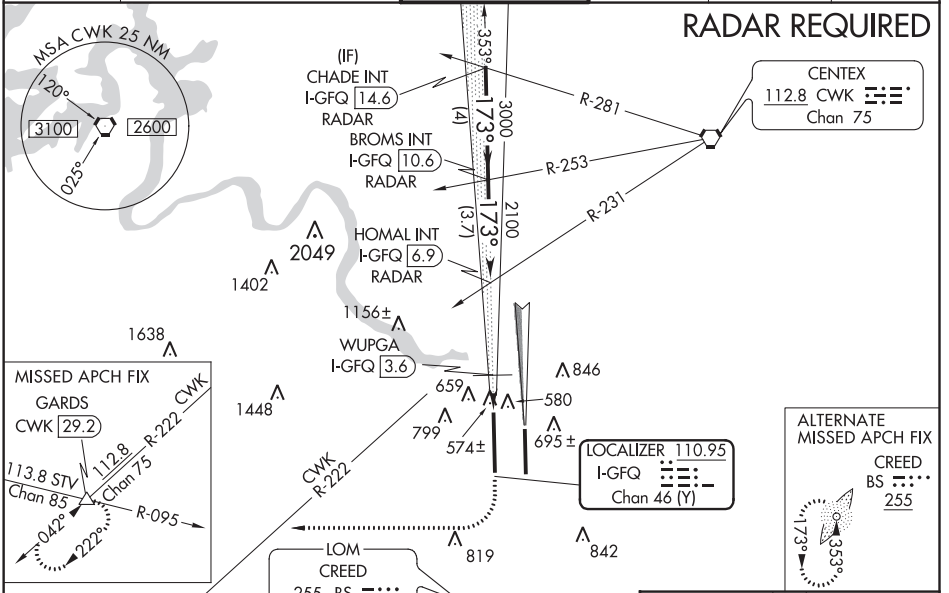 RADAR REQUIRED
MSA CWK 25 NM
120°
3100
2600
025°
(IF)
CHADE INT
I-GFQ 14.6
RADAR
BROMS INT
I-GFQ 10.6
RADAR
HOMAL INT
I-GFQ 6.9
RADAR
WUPGA
I-GFQ 3.6
353°
173°
3000
(4)
173°
2100
(3.7)
R-281
R-253
R-231
CENTEX
112.8 CWK
Chan 75
2049
1402
1156±
1638
1448
659
799
574±
580
846
695±
819
842
MISSED APCH FIX
GARDS
CWK 29.2
R-222 CWK
112.8
Chan 75
113.8 STV
Chan 85
R-095
042°
222°
CWK
R-222
LOCALIZER 110.95
I-GFQ
Chan 46 (Y)
ALTERNATE
MISSED APCH FIX
CREED
BS
255
173°
353°
LOM
CREED
255 BS